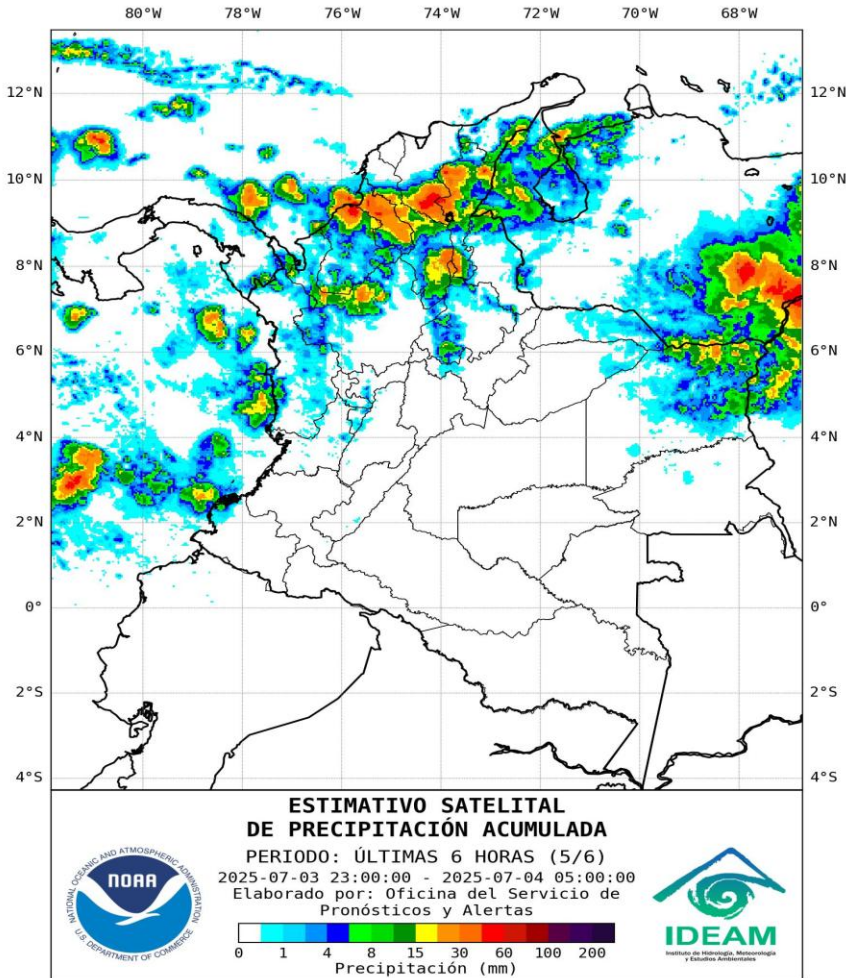 80°W 78°W 76°W 74°W 72°W 70°W 68°W
12°N 12°N
10°N 10°N
8°N 8°N
6°N 6°N
4°N 4°N
2°N 2°N
0° 0°
2°S 2°S
4°S 4°S
ESTIMATIVO SATELITAL
DE PRECIPITACIÓN ACUMULADA
PERIODO: ÚLTIMAS 6 HORAS (5/6)
2025-07-03 23:00:00 - 2025-07-04 05:00:00
Elaborado por: Oficina del Servicio de
Pronósticos y Alertas
0 1 4 8 15 30 60 100 200
Precipitación (mm)
NATIONAL OCEANIC AND ATMOSPHERIC ADMINISTRATION
NOAA
U.S. DEPARTMENT OF COMMERCE
IDEAM
Instituto de Hidrología, Meteorología
y Estudios Ambientales